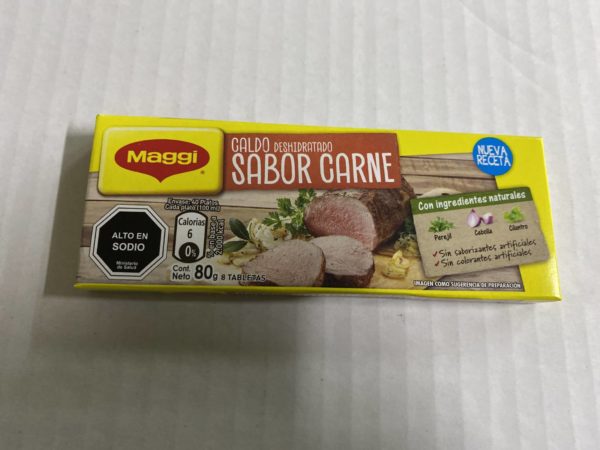 Maggi
CALDO DESHIDRATADO
SABOR CARNE
NUEVA
RECETA
Envase: 40 Platos
Cada plato (100 ml)
ALTO EN
SODIO
Ministerio
de Salud
Calorías
6
0%
2000 kcal
Cont.
Neto 80g 8 TABLETAS
Con ingredientes naturales
Perejil Cebolla Cilantro
✓ Sin saborizantes artificiales
✓ Sin colorantes artificiales
IMAGEN COMO SUGERENCIA DE PREPARACIÓN